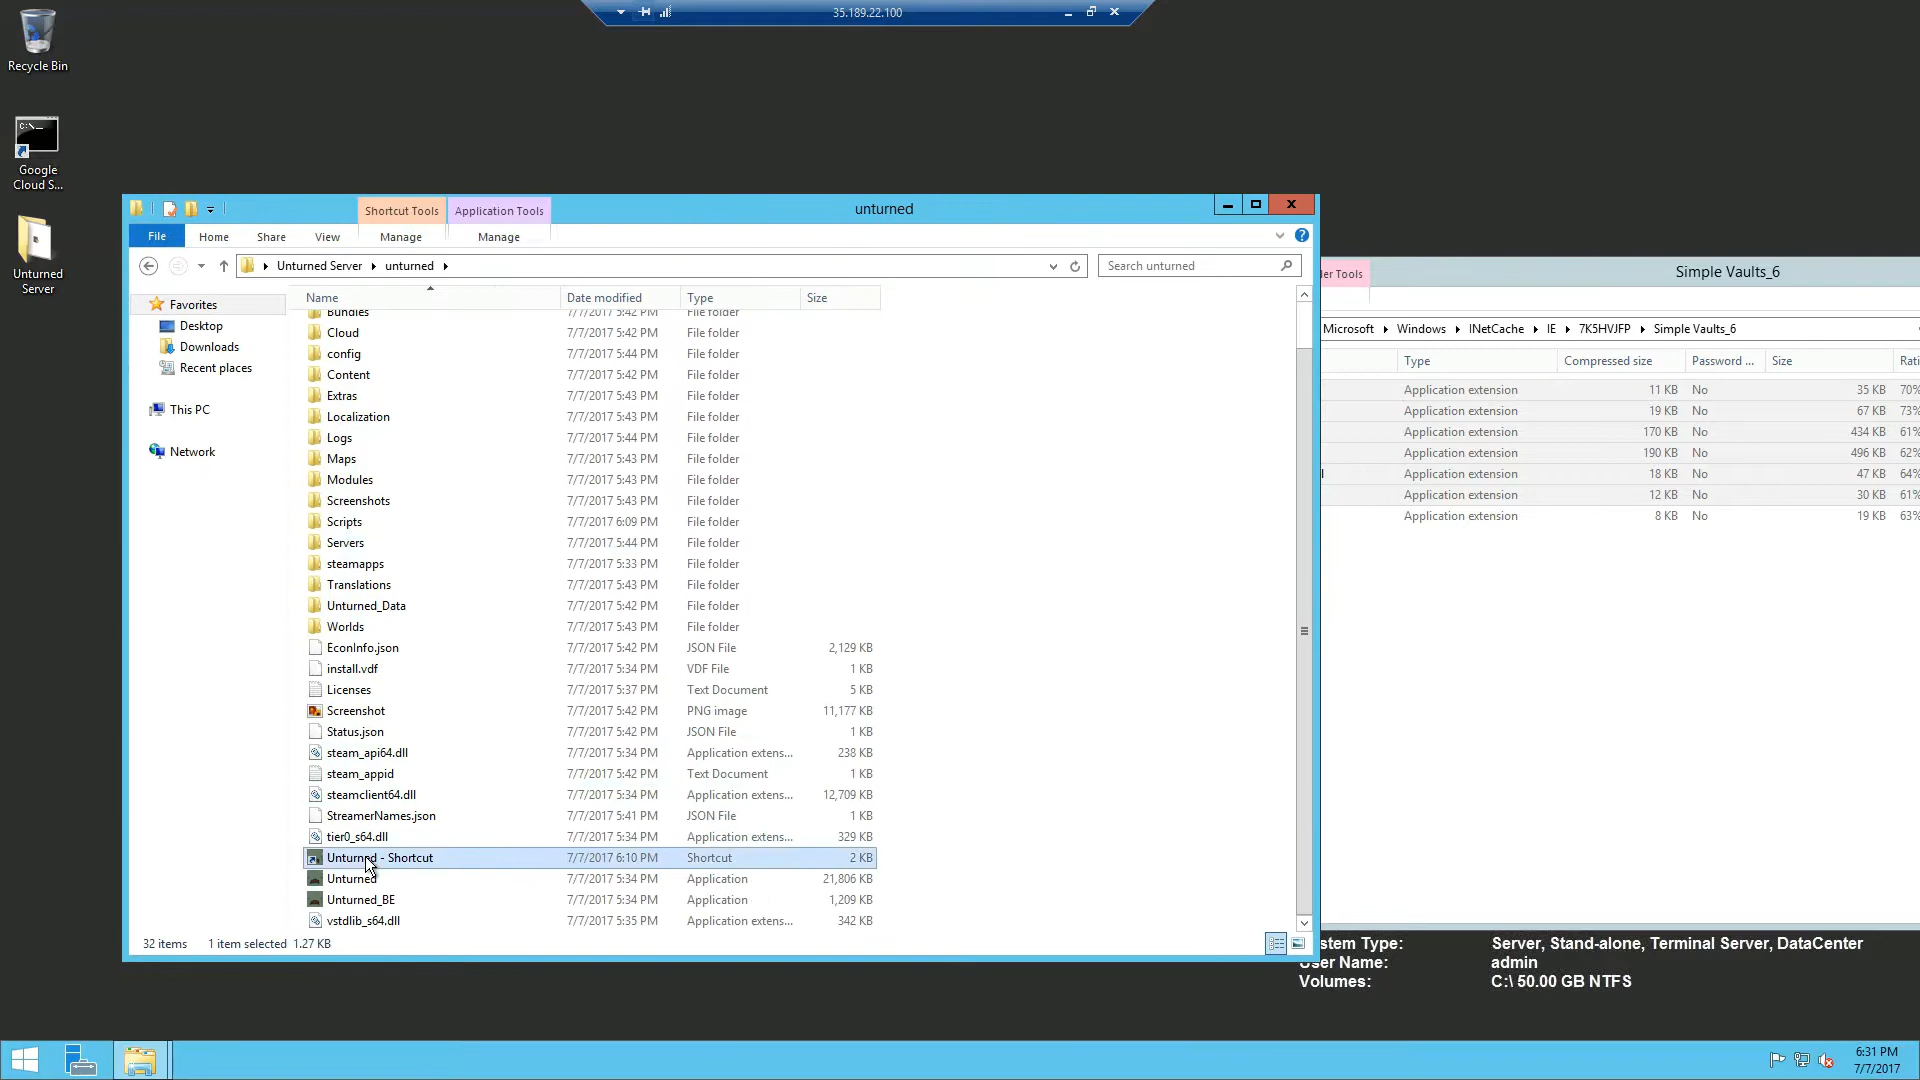 35.189.22.100
Recycle Bin
Google
Cloud S...
Unturned
Server
Shortcut Tools
Application Tools
unturned
File
Home
Share
View
Manage
Manage
Unturned Server
unturned
Search unturned
Name
Date modified
Type
Size
Favorites
Desktop
Downloads
Recent places
This PC
Network
Bundles 7/7/2017 5:42 PM File folder
Cloud 7/7/2017 5:42 PM File folder
config 7/7/2017 5:44 PM File folder
Content 7/7/2017 5:42 PM File folder
Extras 7/7/2017 5:43 PM File folder
Localization 7/7/2017 5:43 PM File folder
Logs 7/7/2017 5:44 PM File folder
Maps 7/7/2017 5:43 PM File folder
Modules 7/7/2017 5:43 PM File folder
Screenshots 7/7/2017 5:43 PM File folder
Scripts 7/7/2017 6:09 PM File folder
Servers 7/7/2017 5:44 PM File folder
steamapps 7/7/2017 5:33 PM File folder
Translations 7/7/2017 5:43 PM File folder
Unturned_Data 7/7/2017 5:42 PM File folder
Worlds 7/7/2017 5:43 PM File folder
EconInfo.json 7/7/2017 5:42 PM JSON File 2,129 KB
install.vdf 7/7/2017 5:34 PM VDF File 1 KB
Licenses 7/7/2017 5:37 PM Text Document 5 KB
Screenshot 7/7/2017 5:42 PM PNG image 11,177 KB
Status.json 7/7/2017 5:42 PM JSON File 1 KB
steam_api64.dll 7/7/2017 5:34 PM Application extens... 238 KB
steam_appid 7/7/2017 5:42 PM Text Document 1 KB
steamclient64.dll 7/7/2017 5:34 PM Application extens... 12,709 KB
StreamerNames.json 7/7/2017 5:41 PM JSON File 1 KB
tier0_s64.dll 7/7/2017 5:34 PM Application extens... 329 KB
Unturned - Shortcut 7/7/2017 6:10 PM Shortcut 2 KB
Unturned 7/7/2017 5:34 PM Application 21,806 KB
Unturned_BE 7/7/2017 5:34 PM Application 1,209 KB
vstdlib_s64.dll 7/7/2017 5:35 PM Application extens... 342 KB
32 items 1 item selected 1.27 KB
ler Tools
Simple Vaults_6
Microsoft
Windows
INetCache
IE
7K5HVJFP
Simple Vaults_6
Type Compressed size Password ... Size Rati
Application extension 11 KB No 35 KB 70%
Application extension 19 KB No 67 KB 73%
Application extension 170 KB No 434 KB 61%
Application extension 190 KB No 496 KB 62%
Application extension 18 KB No 47 KB 64%
Application extension 12 KB No 30 KB 61%
Application extension 8 KB No 19 KB 63%
stem Type: Server, Stand-alone, Terminal Server, DataCenter
User Name: admin
Volumes: C:\ 50.00 GB NTFS
6:31 PM
7/7/2017